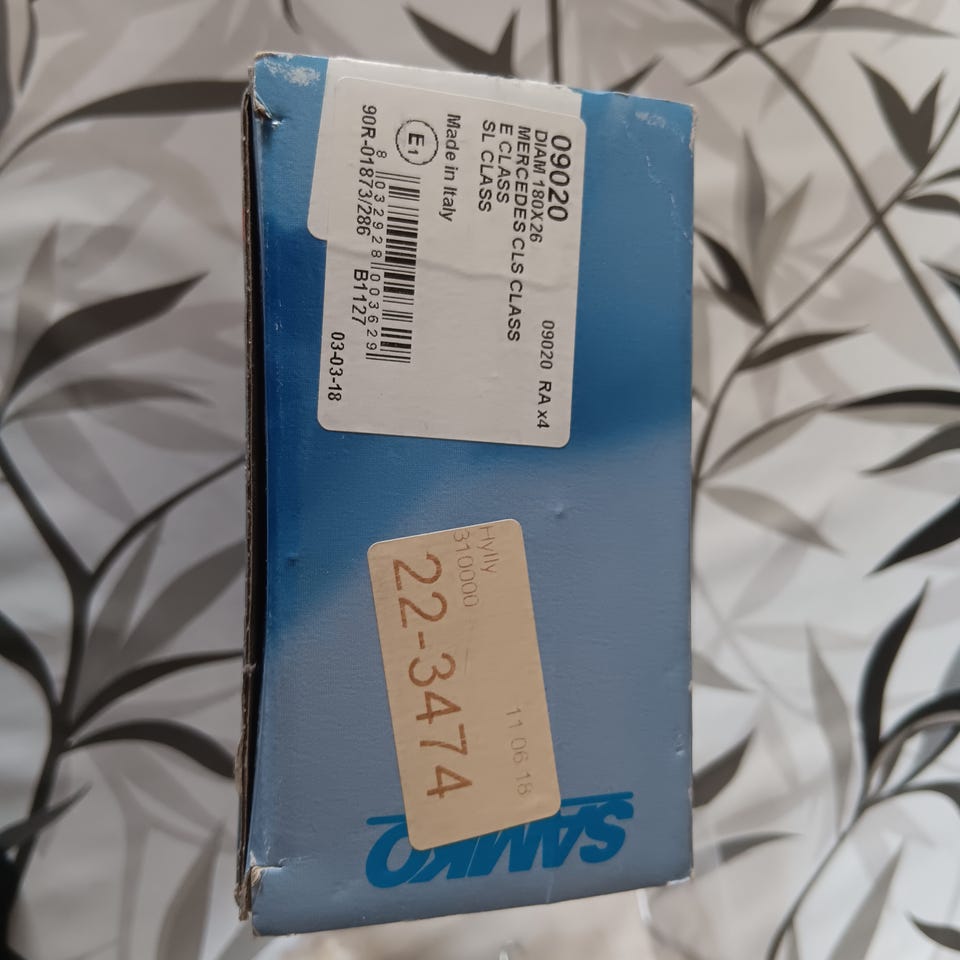 09020 09020 RA x4
DIAM 180X26
MERCEDES CLS CLASS
E CLASS
SL CLASS
Made in Italy
E1
8 032928 003629
90R-01873/286 B1127
03-03-18
Hylly 11 06 18
310000
22-3474
SAMKO